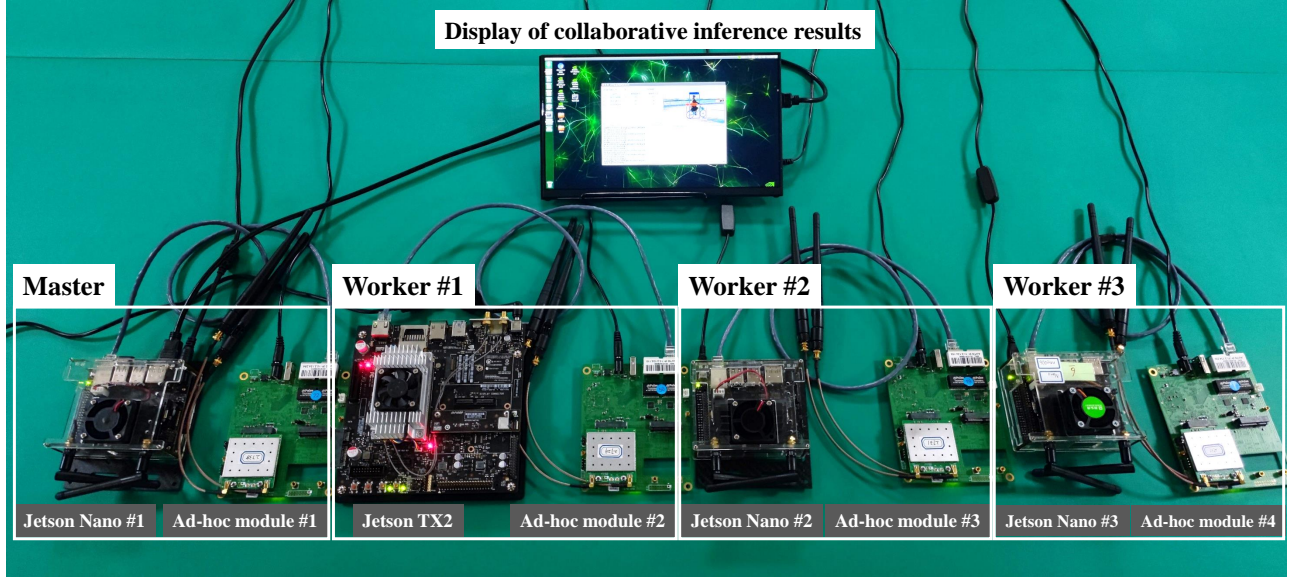 Display of collaborative inference results
Master
Worker #1
Worker #2
Worker #3
Jetson Nano #1
Ad-hoc module #1
Jetson TX2
Ad-hoc module #2
Jetson Nano #2
Ad-hoc module #3
Jetson Nano #3
Ad-hoc module #4